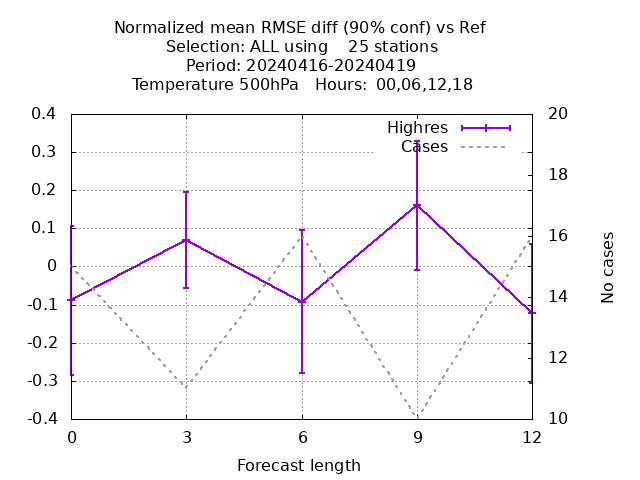 Normalized mean RMSE diff (90% conf) vs Ref
Selection: ALL using    25 stations
Period: 20240416-20240419
Temperature 500hPa   Hours:  00,06,12,18
Highres
Cases
0.4
0.3
0.2
0.1
0
-0.1
-0.2
-0.3
-0.4
20
18
16
14
12
10
No cases
0 3 6 9 12
Forecast length